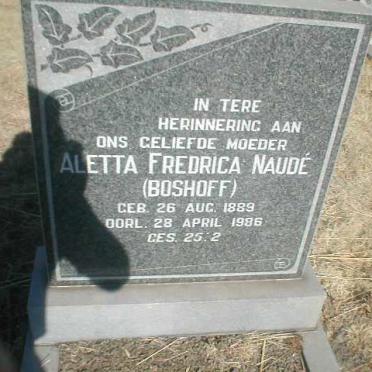 IN TERE
HERINNERING AAN
ONS GELIEFDE MOEDER
ALETTA FREDRICA NAUDÉ
(BOSHOFF)
GEB. 26 AUG. 1889
OORL. 28 APRIL 1986
GES. 25:2